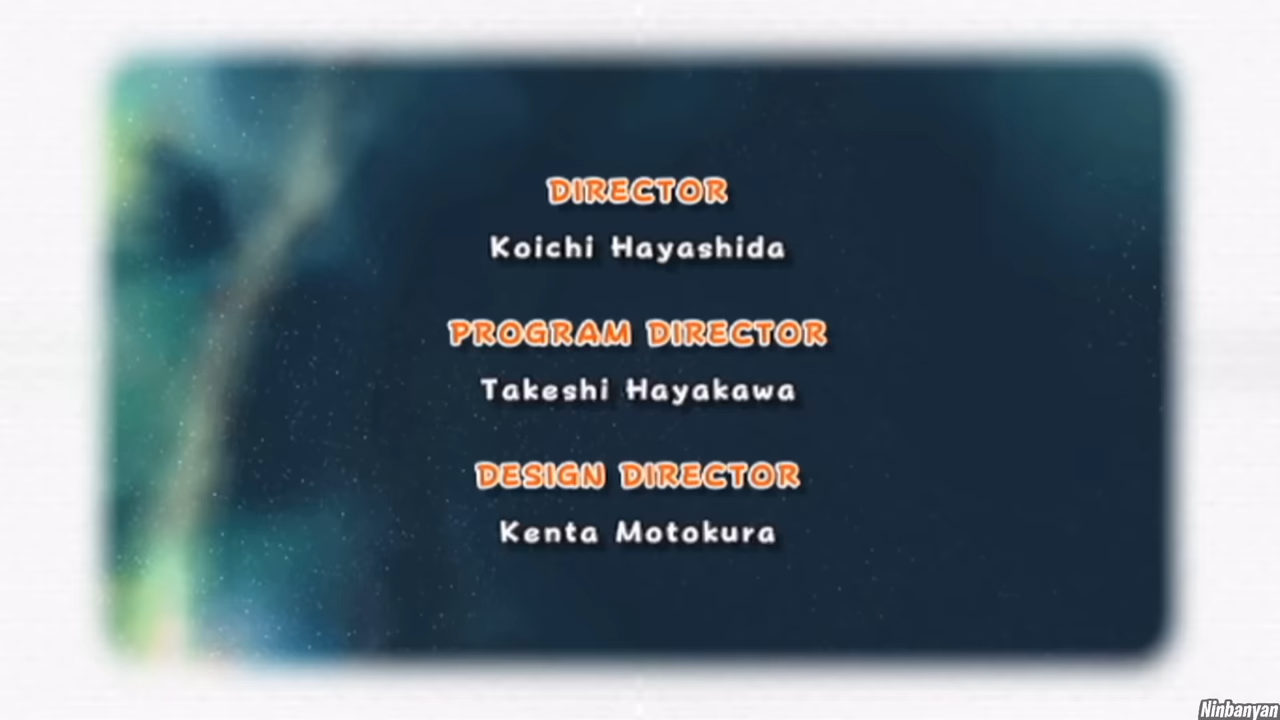 DIRECTOR
Koichi Hayashida
PROGRAM DIRECTOR
Takeshi Hayakawa
DESIGN DIRECTOR
Kenta Motokura
Ninbanyan